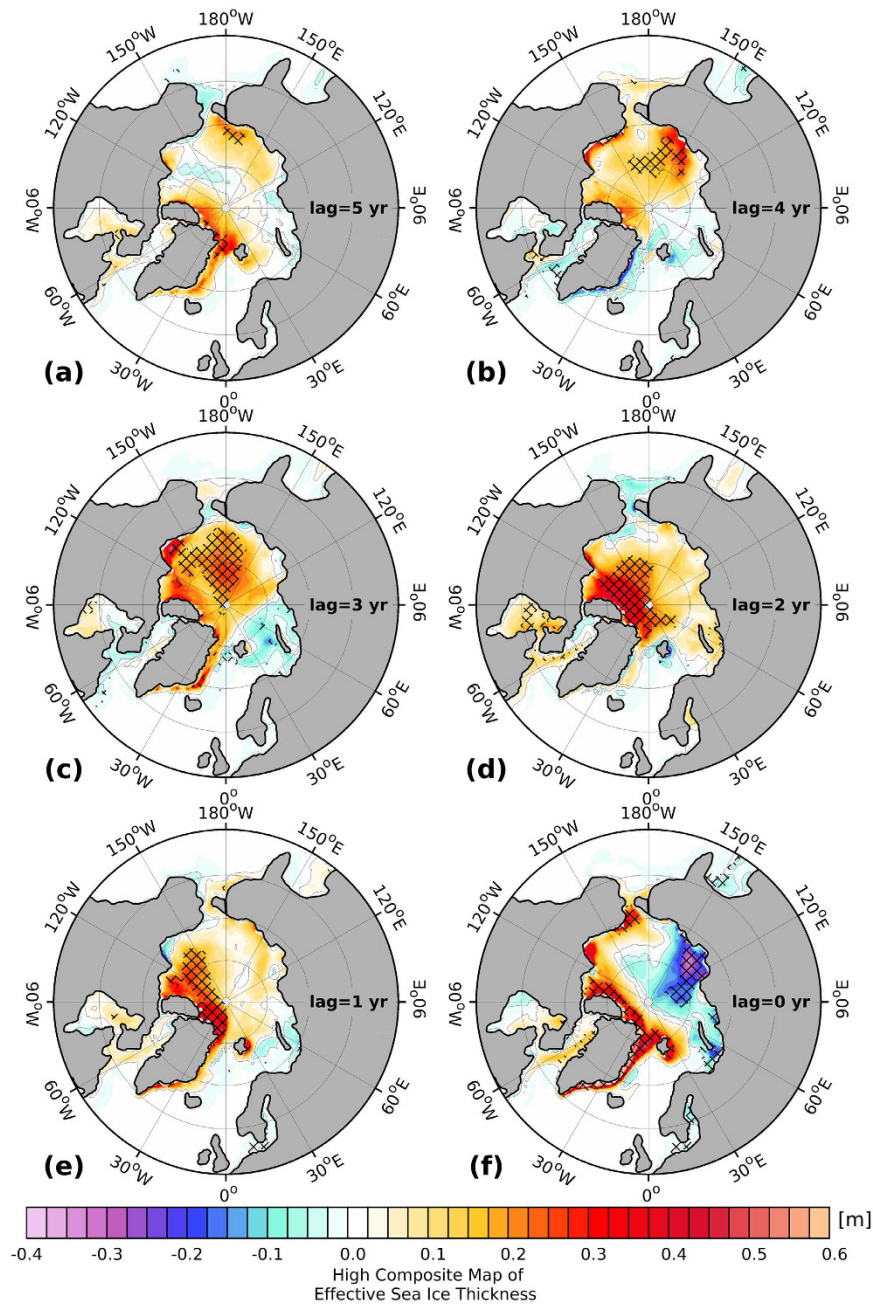 180°W
180°W
150°W
150°E
150°W
150°E
120°W
120°E
120°W
120°E
90°W
lag=5 yr
90°E
90°W
lag=4 yr
90°E
60°W
60°E
60°W
60°E
30°W
30°E
30°W
30°E
(a)
0°
(b)
0°
180°W
180°W
150°W
150°E
150°W
150°E
120°W
120°E
120°W
120°E
90°W
lag=3 yr
90°E
90°W
lag=2 yr
90°E
60°W
60°E
60°W
60°E
30°W
30°E
30°W
30°E
(c)
0°
(d)
0°
180°W
180°W
150°W
150°E
150°W
150°E
120°W
120°E
120°W
120°E
90°W
lag=1 yr
90°E
90°W
lag=0 yr
90°E
60°W
60°E
60°W
60°E
30°W
30°E
30°W
30°E
(e)
0°
(f)
0°
[m]
-0.4 -0.3 -0.2 -0.1 0.0 0.1 0.2 0.3 0.4 0.5 0.6
High Composite Map of
Effective Sea Ice Thickness